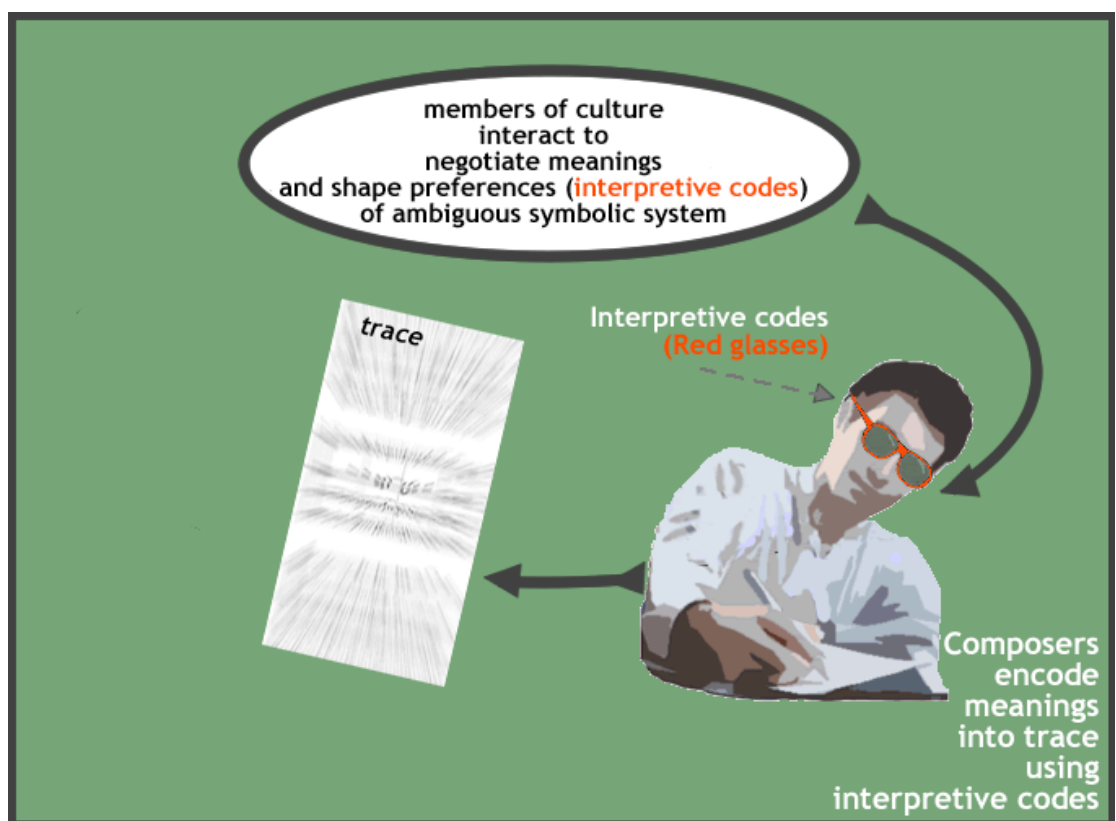 members of culture
interact to
negotiate meanings
and shape preferences (interpretive codes)
of ambiguous symbolic system
trace
Interpretive codes
(Red glasses)
Composers
encode
meanings
into trace
using
interpretive codes